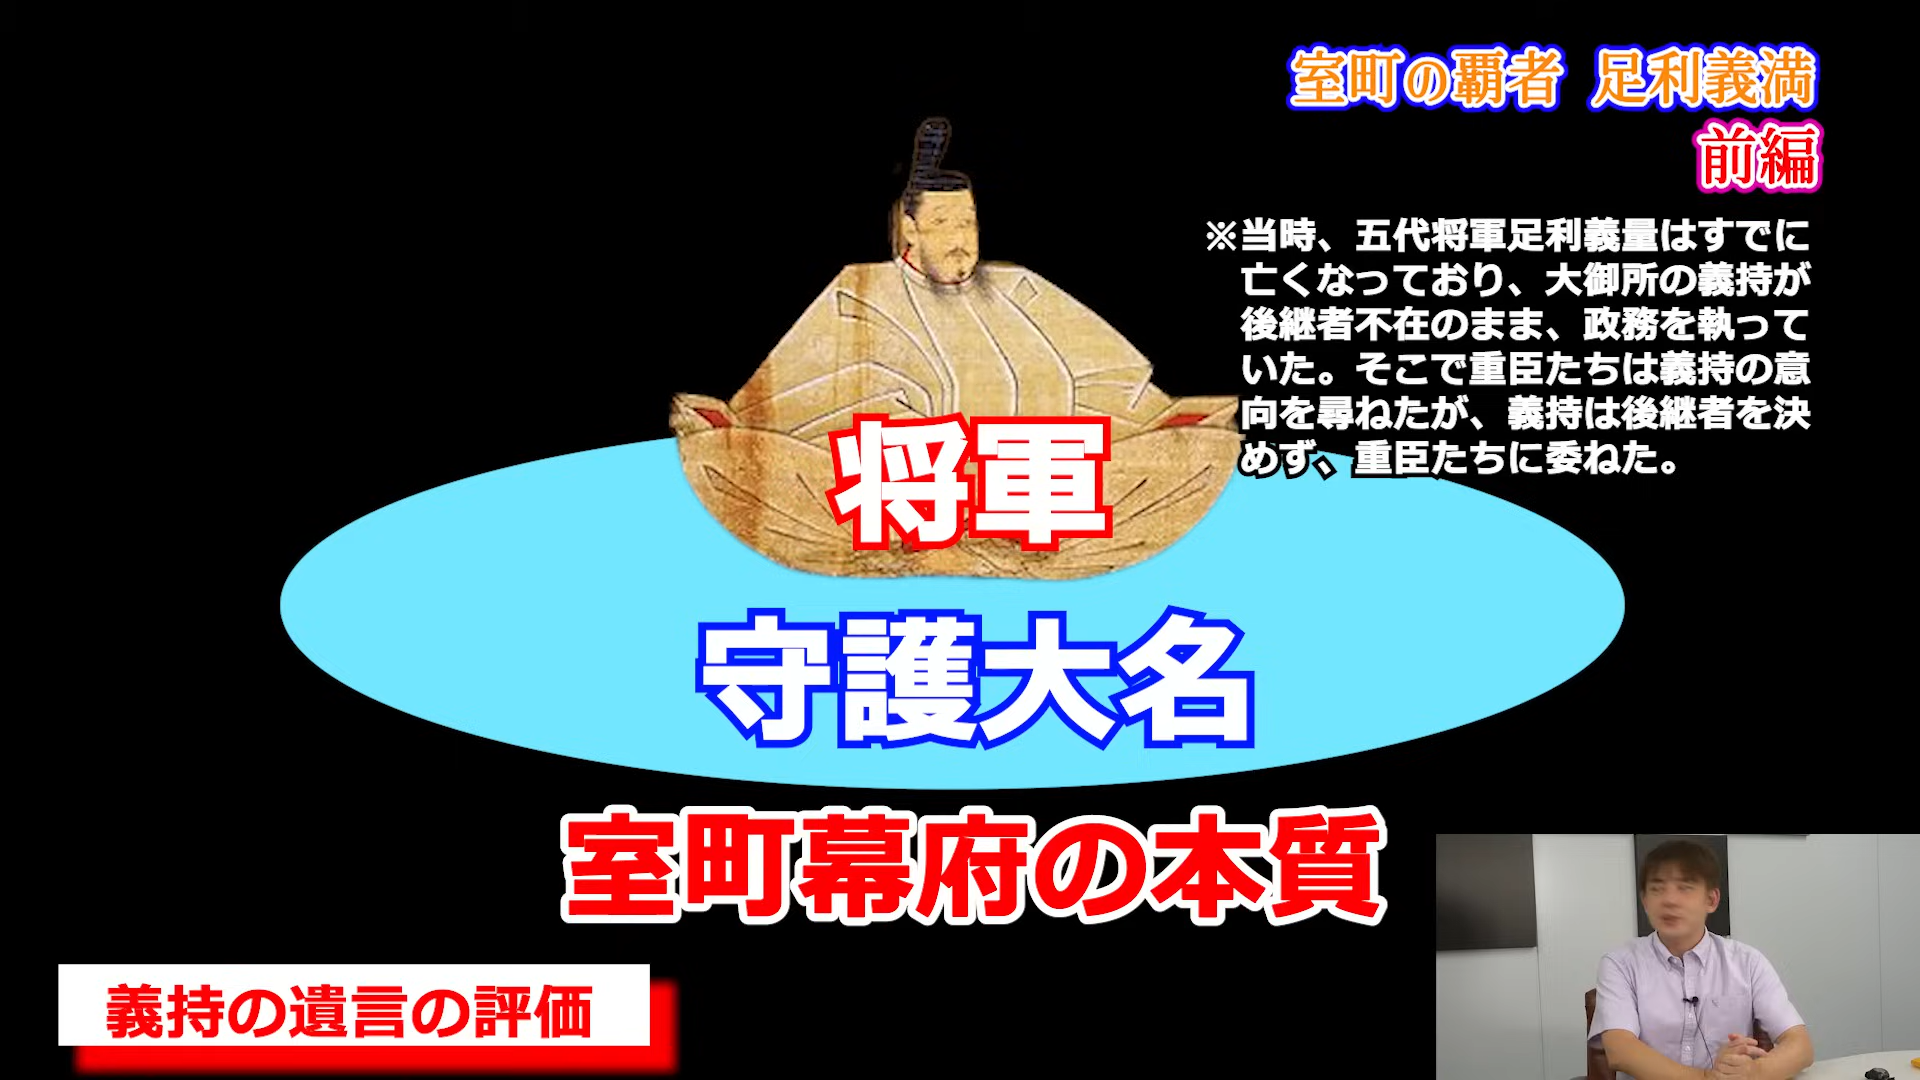 室町の覇者 足利義満
前編
※当時、五代将軍足利義量はすでに
亡くなっており、大御所の義持が
後継者不在のまま、政務を執って
いた。そこで重臣たちは義持の意
向を尋ねたが、義持は後継者を決
めず、重臣たちに委ねた。
将軍
守護大名
室町幕府の本質
義持の遺言の評価